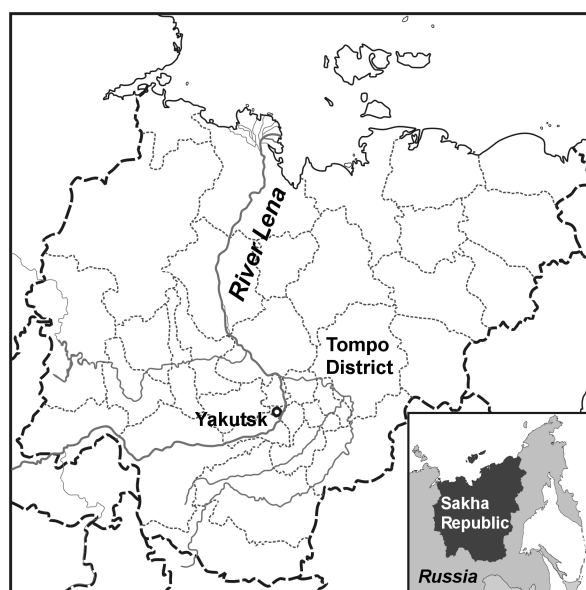 River Lena
Tompo
District
Yakutsk
Sakha
Republic
Russia